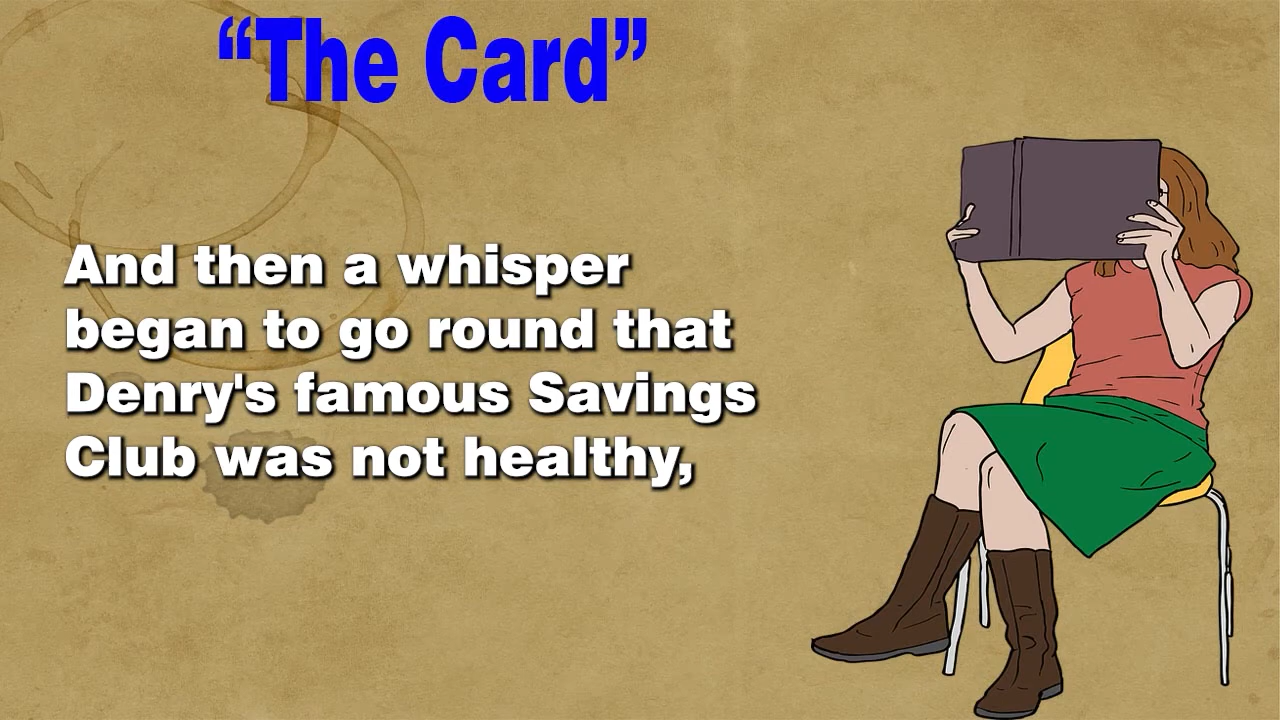 “The Card”
And then a whisper
began to go round that
Denry's famous Savings
Club was not healthy,